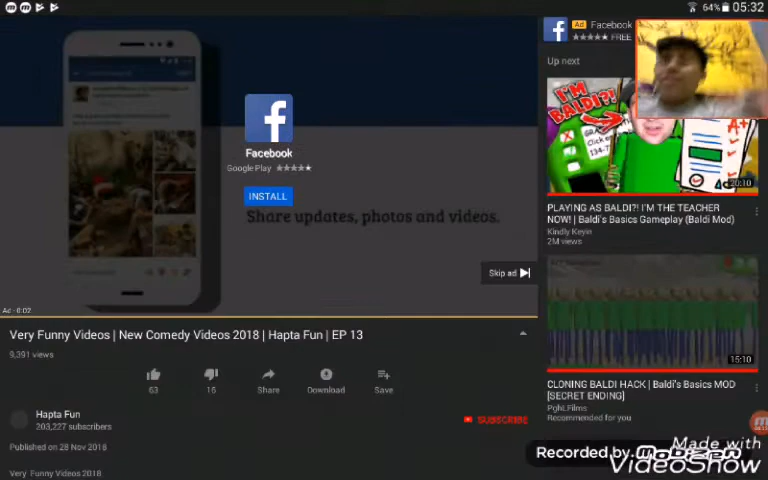 64% 05:32
Facebook
Google Play ★★★★★
INSTALL
Share updates, photos and videos.
Skip ad
Ad · 0:02
Very Funny Videos | New Comedy Videos 2018 | Hapta Fun | EP 13
9,391 views
63
16
Share
Download
Save
Hapta Fun
203,227 subscribers
SUBSCRIBE
Published on 28 Nov 2018
Very Funny Videos 2018
Ad Facebook
★★★★★ FREE
Up next
I'M
BALDI?!
A+
20:10
PLAYING AS BALDI?! I'M THE TEACHER
NOW! | Baldi's Basics Gameplay (Baldi Mod)
Kindly Keyin
2M views
15:10
CLONING BALDI HACK | Baldi's Basics MOD
[SECRET ENDING]
PghLFilms
Recommended for you
Recorded by
Mobizen
Made with
VideoShow